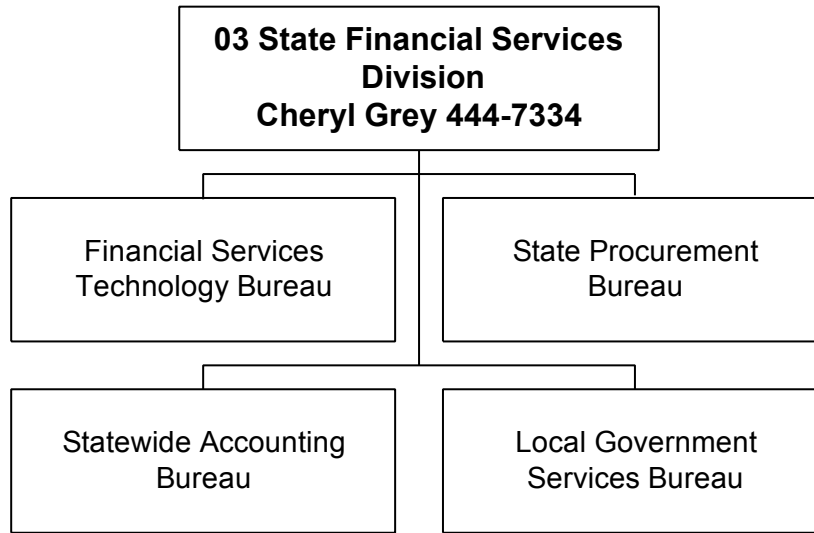 03 State Financial Services
Division
Cheryl Grey 444-7334
Financial Services
Technology Bureau
State Procurement
Bureau
Statewide Accounting
Bureau
Local Government
Services Bureau